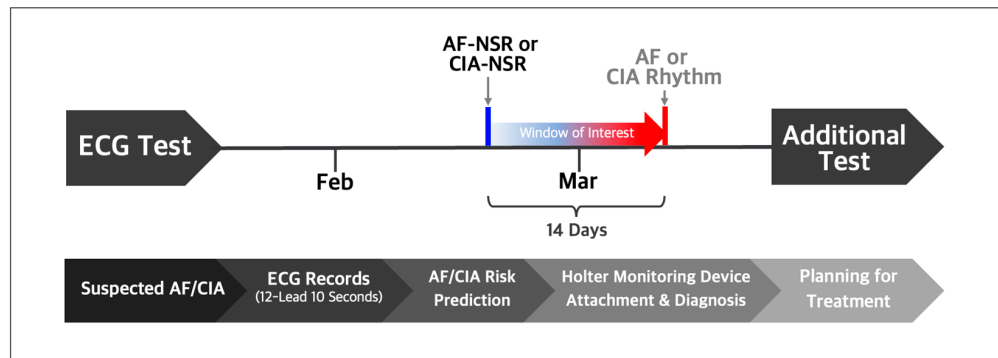 AF-NSR or
CIA-NSR
AF or
CIA Rhythm
ECG Test
Window of Interest
Additional
Test
Feb
Mar
14 Days
Suspected AF/CIA
ECG Records
(12-Lead 10 Seconds)
AF/CIA Risk
Prediction
Holter Monitoring Device
Attachment & Diagnosis
Planning for
Treatment